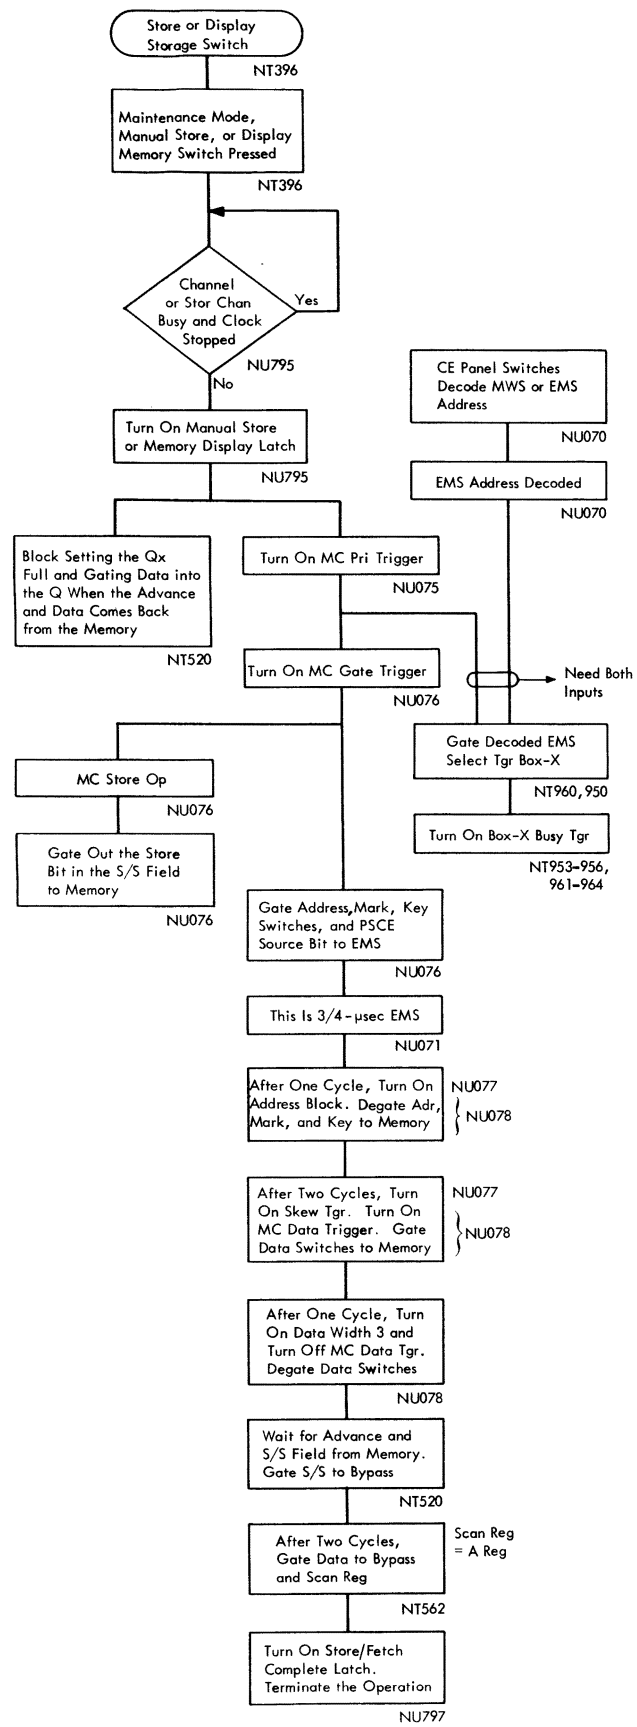 Store or Display
Storage Switch
NT396
Maintenance Mode,
Manual Store, or Display
Memory Switch Pressed
NT396
Channel
or Stor Chan
Busy and Clock
Stopped
Yes
NU795
No
Turn On Manual Store
or Memory Display Latch
NU795
CE Panel Switches
Decode MWS or EMS
Address
NU070
EMS Address Decoded
NU070
Block Setting the Qx
Full and Gating Data into
the Q When the Advance
and Data Comes Back
from the Memory
NT520
Turn On MC Pri Trigger
NU075
Turn On MC Gate Trigger
NU076
Need Both
Inputs
Gate Decoded EMS
Select Tgr Box-X
NT960, 950
Turn On Box-X Busy Tgr
NT953-956,
961-964
MC Store Op
NU076
Gate Out the Store
Bit in the S/S Field
to Memory
NU076
Gate Address, Mark, Key
Switches, and PSCE
Source Bit to EMS
NU076
This Is 3/4-μsec EMS
NU071
After One Cycle, Turn On
Address Block. Degate Adr,
Mark, and Key to Memory
NU077
NU078
After Two Cycles, Turn
On Skew Tgr. Turn On
MC Data Trigger. Gate
Data Switches to Memory
NU077
NU078
After One Cycle, Turn
On Data Width 3 and
Turn Off MC Data Tgr.
Degate Data Switches
NU078
Wait for Advance and
S/S Field from Memory.
Gate S/S to Bypass
NT520
After Two Cycles,
Gate Data to Bypass
and Scan Reg
Scan Reg
= A Reg
NT562
Turn On Store/Fetch
Complete Latch.
Terminate the Operation
NU797